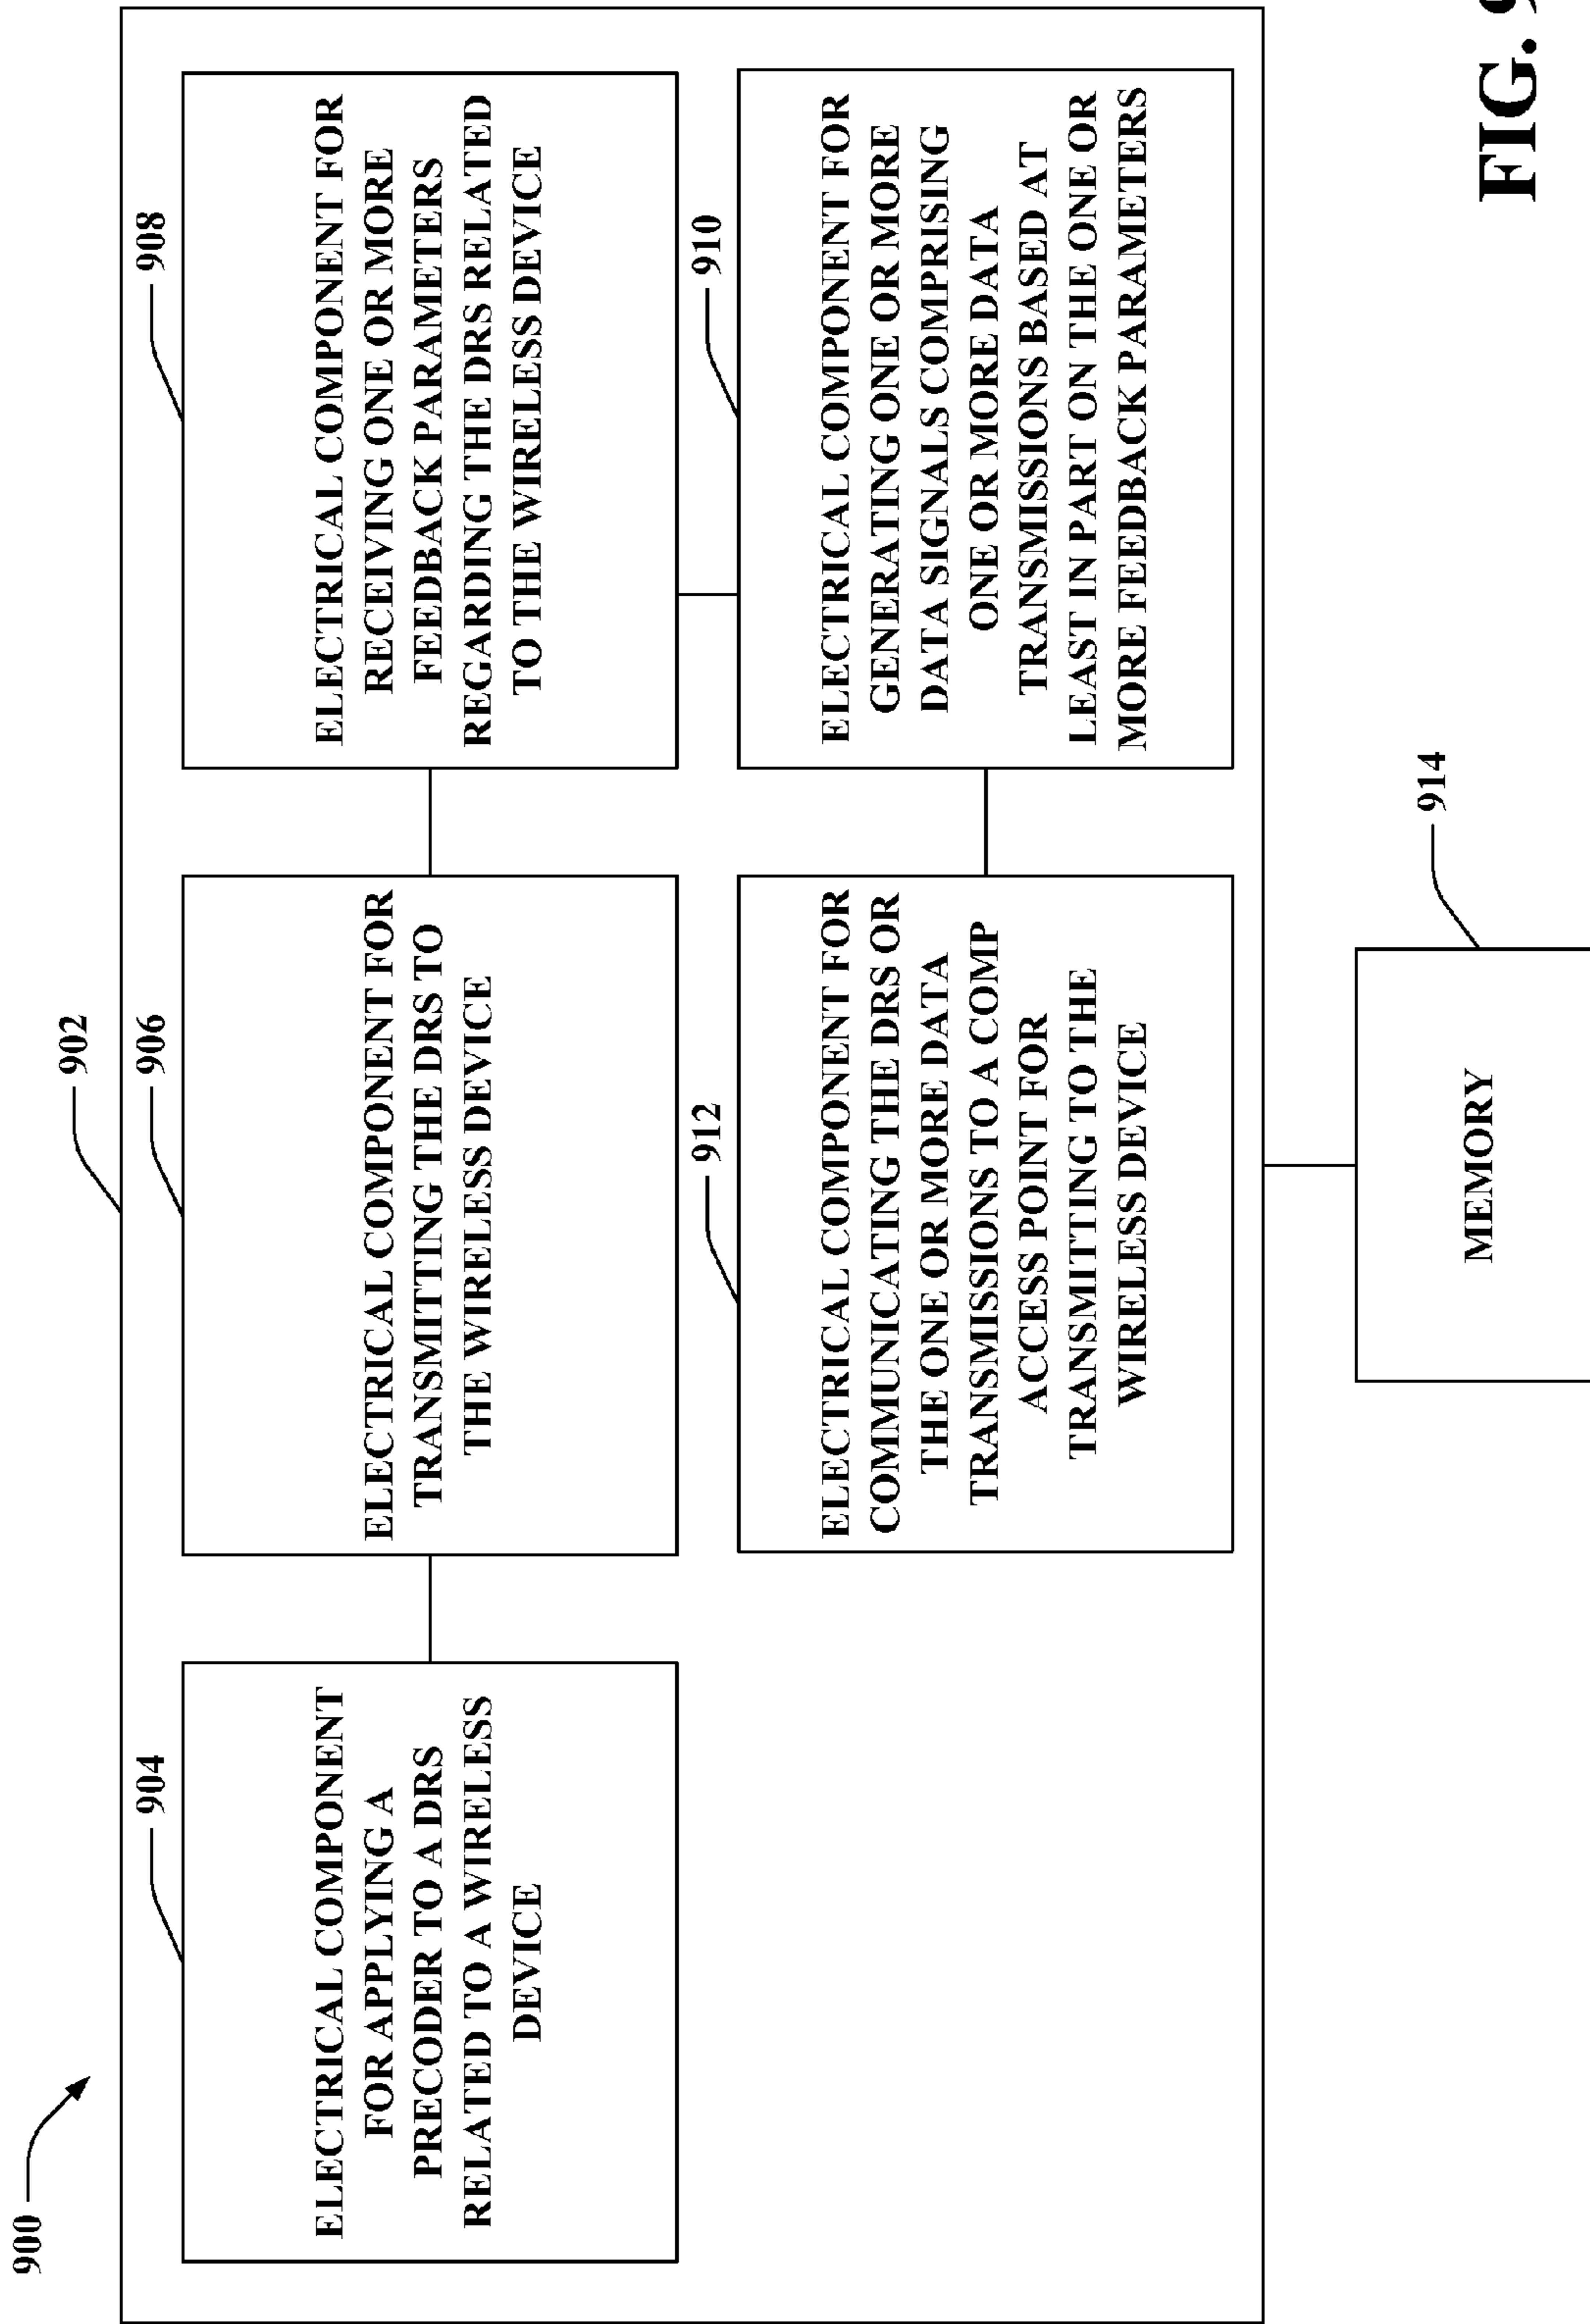 900
902
904
ELECTRICAL COMPONENT
FOR APPLYING A
PRECODER TO A DRS
RELATED TO A WIRELESS
DEVICE
906
ELECTRICAL COMPONENT FOR
TRANSMITTING THE DRS TO
THE WIRELESS DEVICE
908
ELECTRICAL COMPONENT FOR
RECEIVING ONE OR MORE
FEEDBACK PARAMETERS
REGARDING THE DRS RELATED
TO THE WIRELESS DEVICE
912
ELECTRICAL COMPONENT FOR
COMMUNICATING THE DRS OR
THE ONE OR MORE DATA
TRANSMISSIONS TO A COMP
ACCESS POINT FOR
TRANSMITTING TO THE
WIRELESS DEVICE
910
ELECTRICAL COMPONENT FOR
GENERATING ONE OR MORE
DATA SIGNALS COMPRISING
ONE OR MORE DATA
TRANSMISSIONS BASED AT
LEAST IN PART ON THE ONE OR
MORE FEEDBACK PARAMETERS
914
MEMORY
FIG. 9